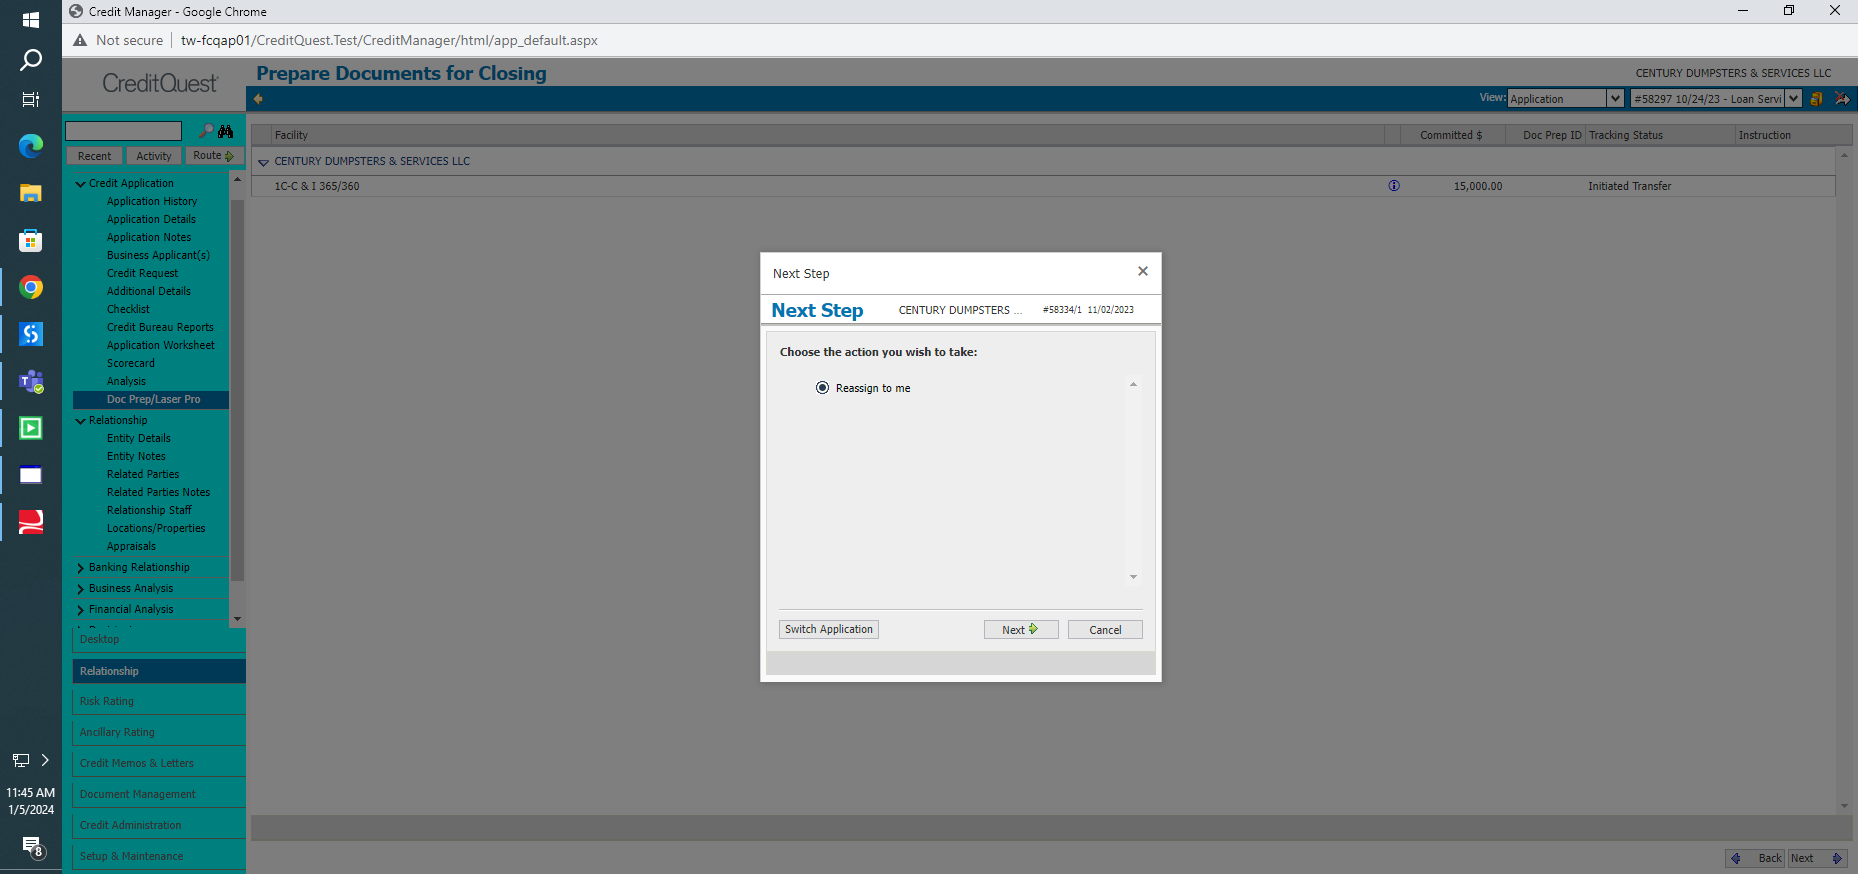 Credit Manager - Google Chrome
Not secure | tw-fcqap01/CreditQuest.Test/CreditManager/html/app_default.aspx
CreditQuest
Prepare Documents for Closing
CENTURY DUMPSTERS & SERVICES LLC
View: Application
#58297 10/24/23 - Loan Servi
Recent
Activity
Route
Facility
Committed $
Doc Prep ID
Tracking Status
Instruction
CENTURY DUMPSTERS & SERVICES LLC
1C-C & I 365/360
15,000.00
Initiated Transfer
Credit Application
Application History
Application Details
Application Notes
Business Applicant(s)
Credit Request
Additional Details
Checklist
Credit Bureau Reports
Application Worksheet
Scorecard
Analysis
Doc Prep/Laser Pro
Relationship
Entity Details
Entity Notes
Related Parties
Related Parties Notes
Relationship Staff
Locations/Properties
Appraisals
Banking Relationship
Business Analysis
Financial Analysis
Desktop
Relationship
Risk Rating
Ancillary Rating
Credit Memos & Letters
Document Management
Credit Administration
Setup & Maintenance
Next Step
Next Step
CENTURY DUMPSTERS ...
#58334/1 11/02/2023
Choose the action you wish to take:
Reassign to me
Switch Application
Next
Cancel
Back
Next
11:45 AM
1/5/2024
8